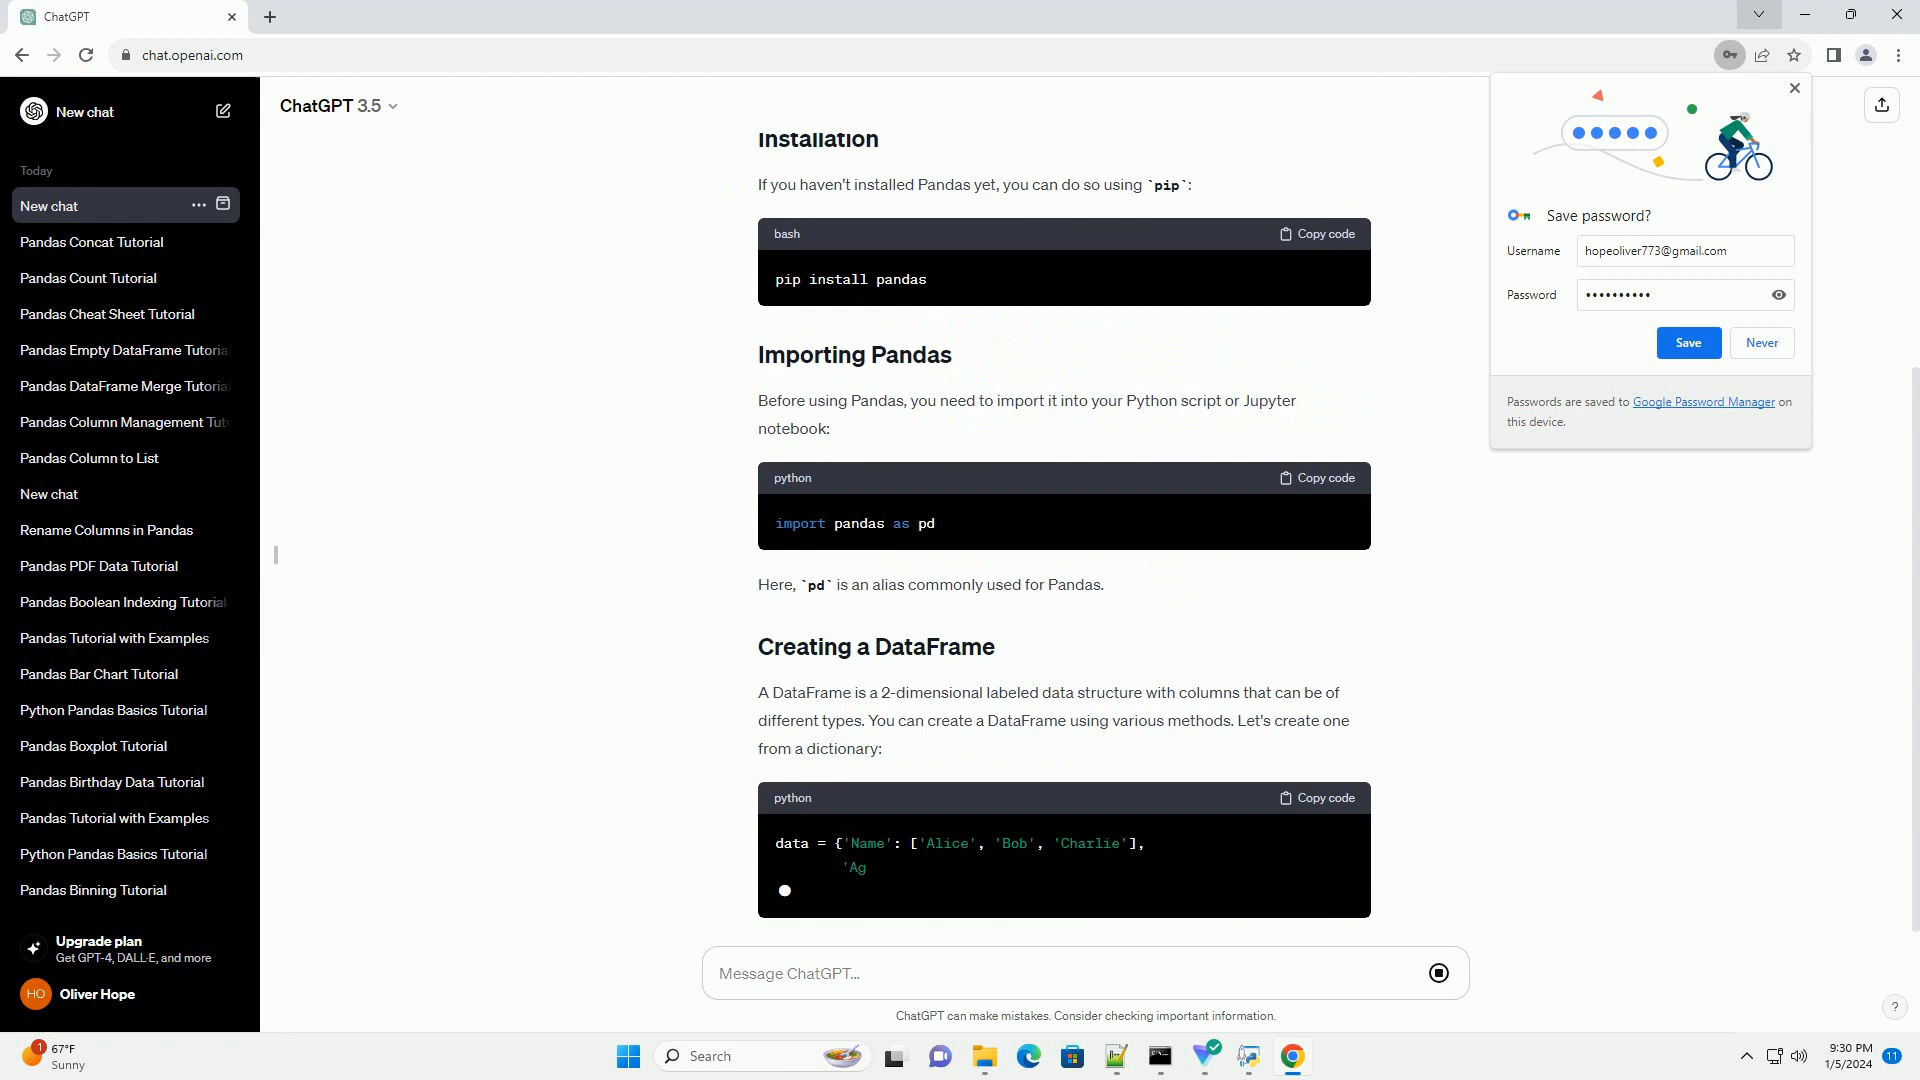 ChatGPT
chat.openai.com
New chat
Today
New chat
Pandas Concat Tutorial
Pandas Count Tutorial
Pandas Cheat Sheet Tutorial
Pandas Empty DataFrame Tutoria
Pandas DataFrame Merge Tutoria
Pandas Column Management Tut
Pandas Column to List
New chat
Rename Columns in Pandas
Pandas PDF Data Tutorial
Pandas Boolean Indexing Tutorial
Pandas Tutorial with Examples
Pandas Bar Chart Tutorial
Python Pandas Basics Tutorial
Pandas Boxplot Tutorial
Pandas Birthday Data Tutorial
Pandas Tutorial with Examples
Python Pandas Basics Tutorial
Pandas Binning Tutorial
Upgrade plan
Get GPT-4, DALL·E, and more
HO Oliver Hope
ChatGPT 3.5
Installation
If you haven't installed Pandas yet, you can do so using `pip`:
bash Copy code
pip install pandas
Importing Pandas
Before using Pandas, you need to import it into your Python script or Jupyter
notebook:
python Copy code
import pandas as pd
Here, `pd` is an alias commonly used for Pandas.
Creating a DataFrame
A DataFrame is a 2-dimensional labeled data structure with columns that can be of
different types. You can create a DataFrame using various methods. Let's create one
from a dictionary:
python Copy code
data = {'Name': ['Alice', 'Bob', 'Charlie'],
'Ag
Message ChatGPT...
ChatGPT can make mistakes. Consider checking important information.
?
Save password?
Username hopeoliver773@gmail.com
Password ••••••••••
Save Never
Passwords are saved to Google Password Manager on
this device.
1
67°F
Sunny
Search
9:30 PM
1/5/2024
11